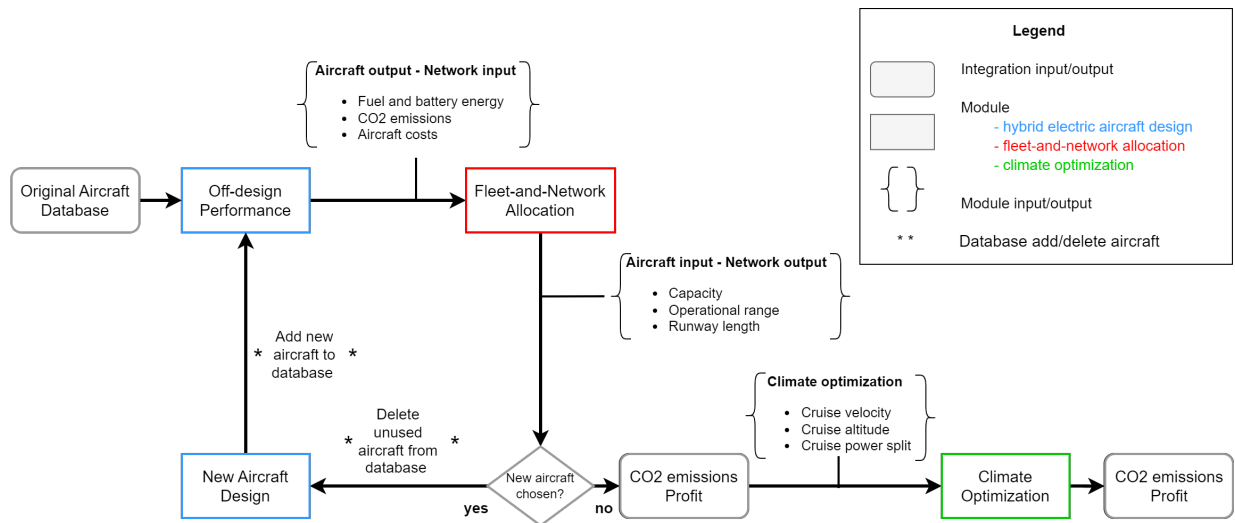 Aircraft output - Network input
• Fuel and battery energy
• CO2 emissions
• Aircraft costs
Legend
Integration input/output
Module
- hybrid electric aircraft design
- fleet-and-network allocation
- climate optimization
Module input/output
* * Database add/delete aircraft
Original Aircraft
Database
Off-design
Performance
Fleet-and-Network
Allocation
Aircraft input - Network output
• Capacity
• Operational range
• Runway length
Add new
* aircraft to *
database
Delete
unused
* aircraft from *
database
Climate optimization
• Cruise velocity
• Cruise altitude
• Cruise power split
New Aircraft
Design
New aircraft
chosen?
yes
no
CO2 emissions
Profit
Climate
Optimization
CO2 emissions
Profit